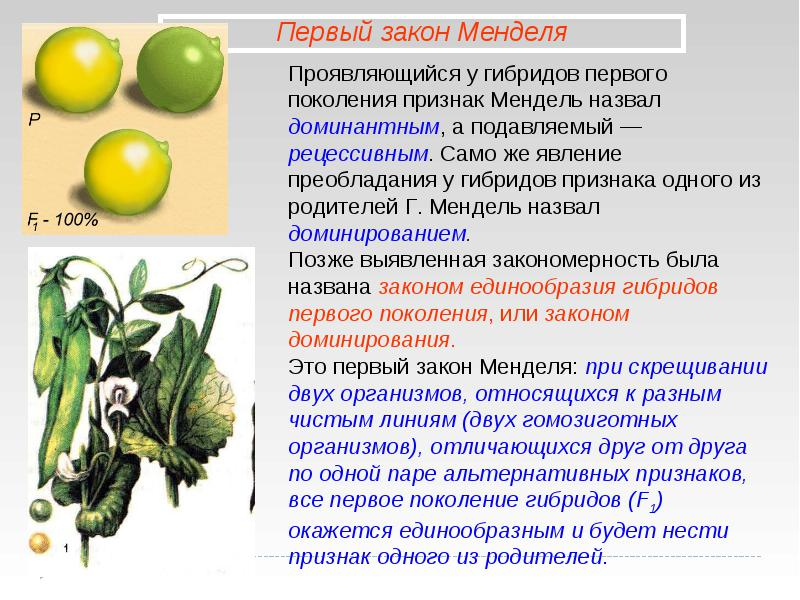 Первый закон Менделя
P
F1 - 100%
1
Проявляющийся у гибридов первого
поколения признак Мендель назвал
доминантным, а подавляемый —
рецессивным. Само же явление
преобладания у гибридов признака одного из
родителей Г. Мендель назвал
доминированием.
Позже выявленная закономерность была
названа законом единообразия гибридов
первого поколения, или законом
доминирования.
Это первый закон Менделя: при скрещивании
двух организмов, относящихся к разным
чистым линиям (двух гомозиготных
организмов), отличающихся друг от друга
по одной паре альтернативных признаков,
все первое поколение гибридов (F1)
окажется единообразным и будет нести
признак одного из родителей.